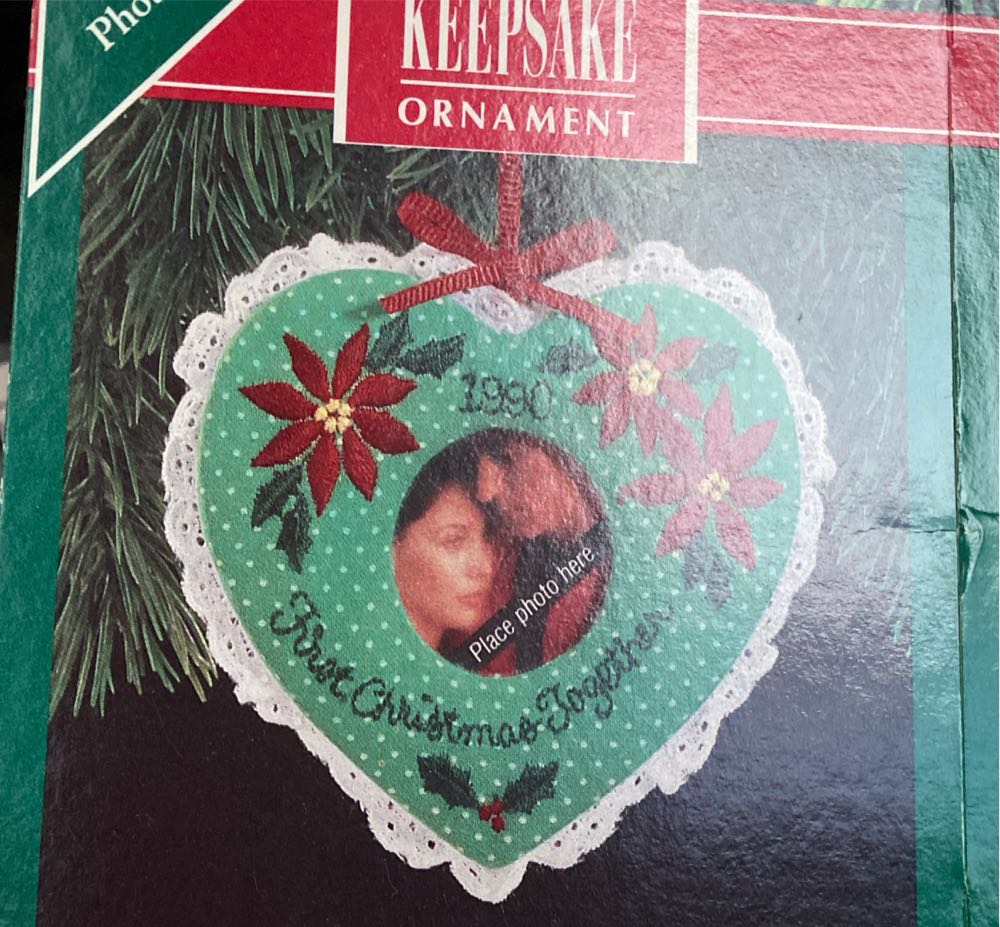 KEEPSAKE
ORNAMENT
1990
Place photo here
First Christmas Together